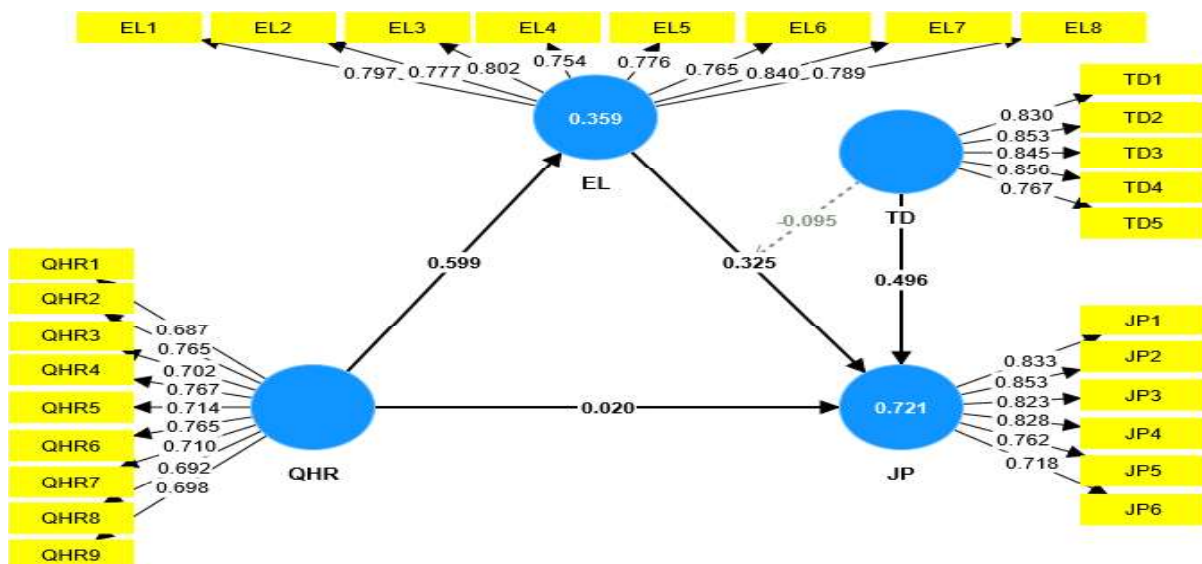 EL1 EL2 EL3 EL4 EL5 EL6 EL7 EL8
0.797 0.777 0.802 0.754 0.776 0.765 0.840 0.789
0.359
EL
TD1
TD2
TD3
TD4
TD5
0.830
0.853
0.845
0.856
0.767
TD
-0.095
0.599
0.325
0.496
QHR1
QHR2
QHR3
QHR4
QHR5
QHR6
QHR7
QHR8
QHR9
0.687
0.765
0.702
0.767
0.714
0.765
0.710
0.692
0.698
QHR
0.020
0.721
JP
0.833
0.853
0.823
0.828
0.762
0.718
JP1
JP2
JP3
JP4
JP5
JP6